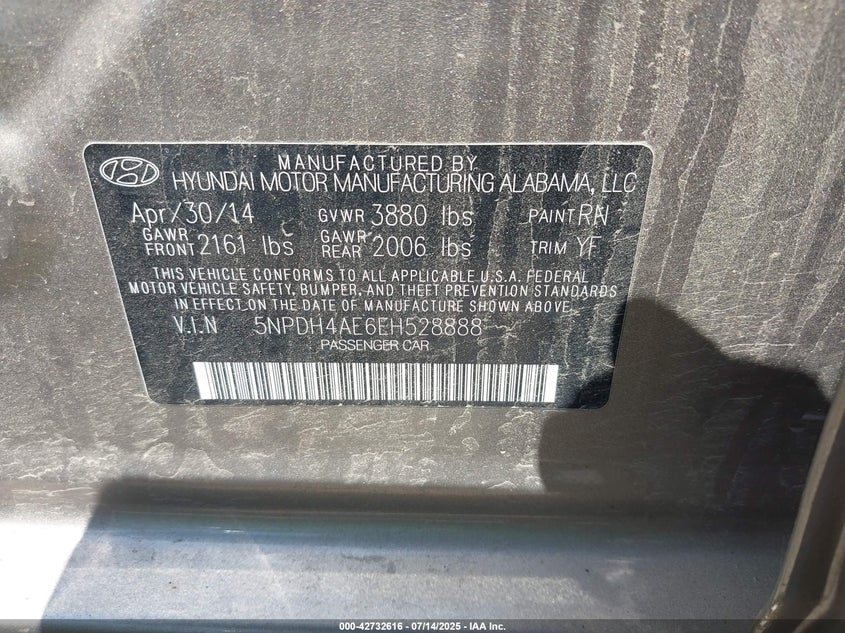 MANUFACTURED BY
HYUNDAI MOTOR MANUFACTURING ALABAMA, LLC
Apr/30/14 GVWR 3880 lbs PAINT RN
GAWR FRONT 2161 lbs GAWR REAR 2006 lbs TRIM YF
THIS VEHICLE CONFORMS TO ALL APPLICABLE U.S.A. FEDERAL
MOTOR VEHICLE SAFETY, BUMPER, AND THEFT PREVENTION STANDARDS
IN EFFECT ON THE DATE OF MANUFACTURE SHOWN ABOVE.
V.I.N 5NPDH4AE6EH528888
PASSENGER CAR
000-42732616 - 07/14/2025 - IAA Inc.